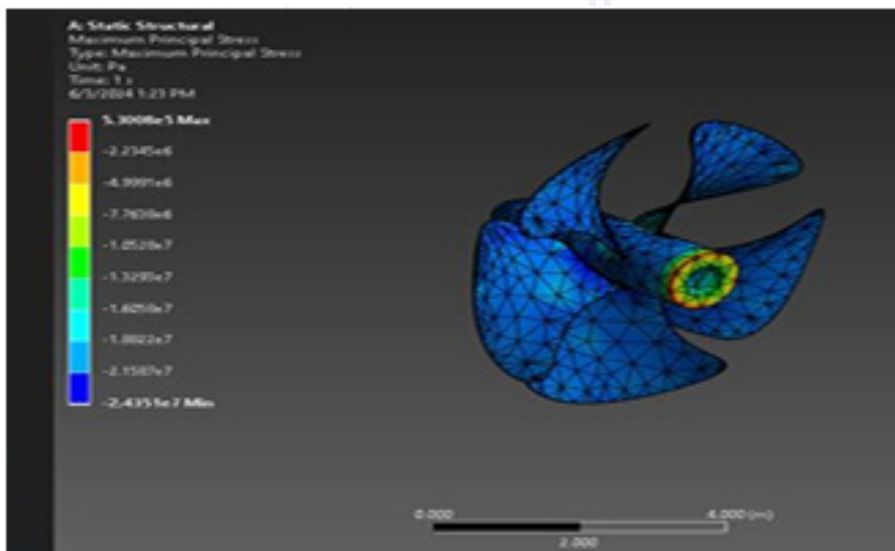 A: Static Structural
Maximum Principal Stress
Type: Maximum Principal Stress
Unit: Pa
Time: 1 s
6/3/2024 1:23 PM
5.3008e5 Max
-2.2345e6
-4.9991e6
-7.7638e6
-1.0528e7
-1.3293e7
-1.6058e7
-1.8822e7
-2.1587e7
-2.4351e7 Min
0.000
4.000 (m)
2.000